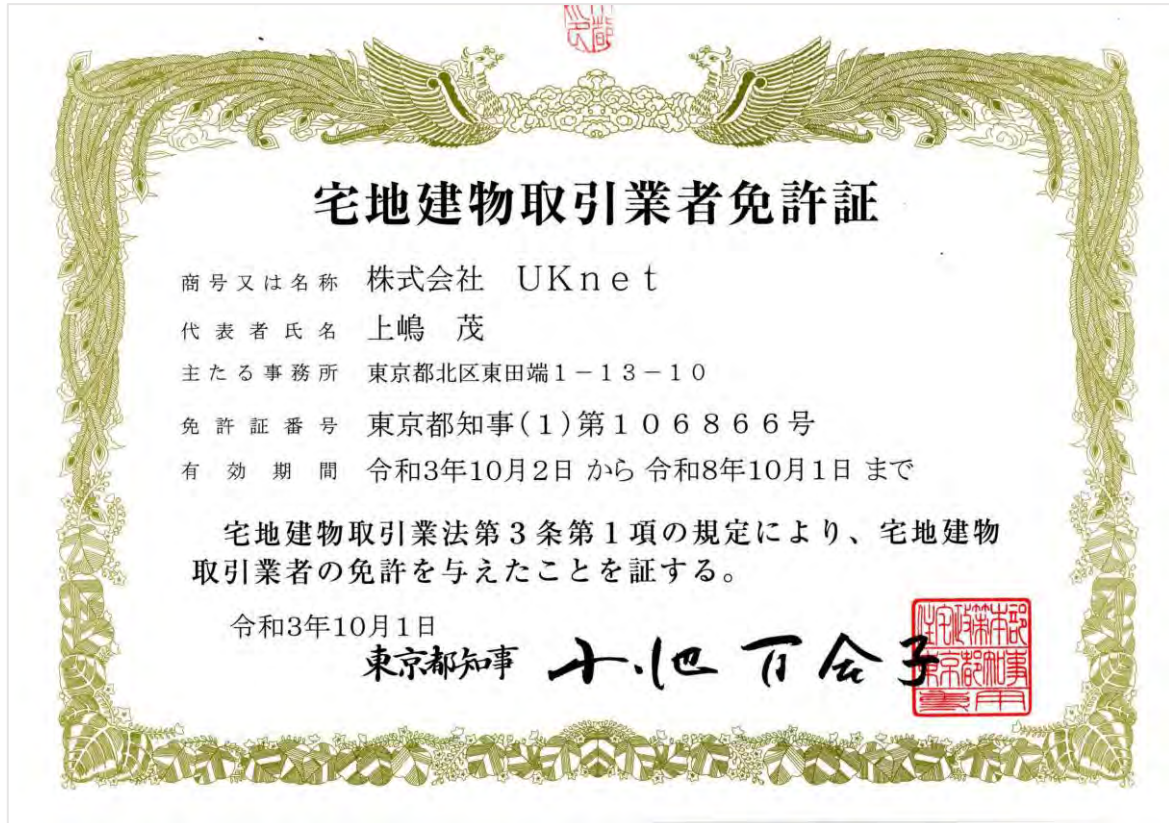 宅地建物取引業者免許証
商号又は名称 株式会社 UKnet
代表者氏名 上嶋 茂
主たる事務所 東京都北区東田端1-13-10
免許証番号 東京都知事(1)第106866号
有効期間 令和3年10月2日 から 令和8年10月1日 まで
宅地建物取引業法第3条第1項の規定により、宅地建物
取引業者の免許を与えたことを証する。
令和3年10月1日
東京都知事 小池百合子